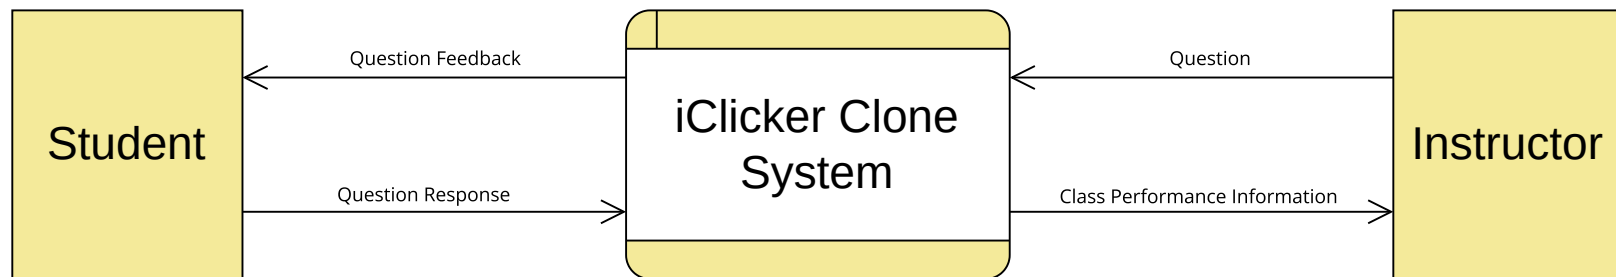 Question Feedback
Question
iClicker Clone
System
Student
Instructor
Question Response
Class Performance Information